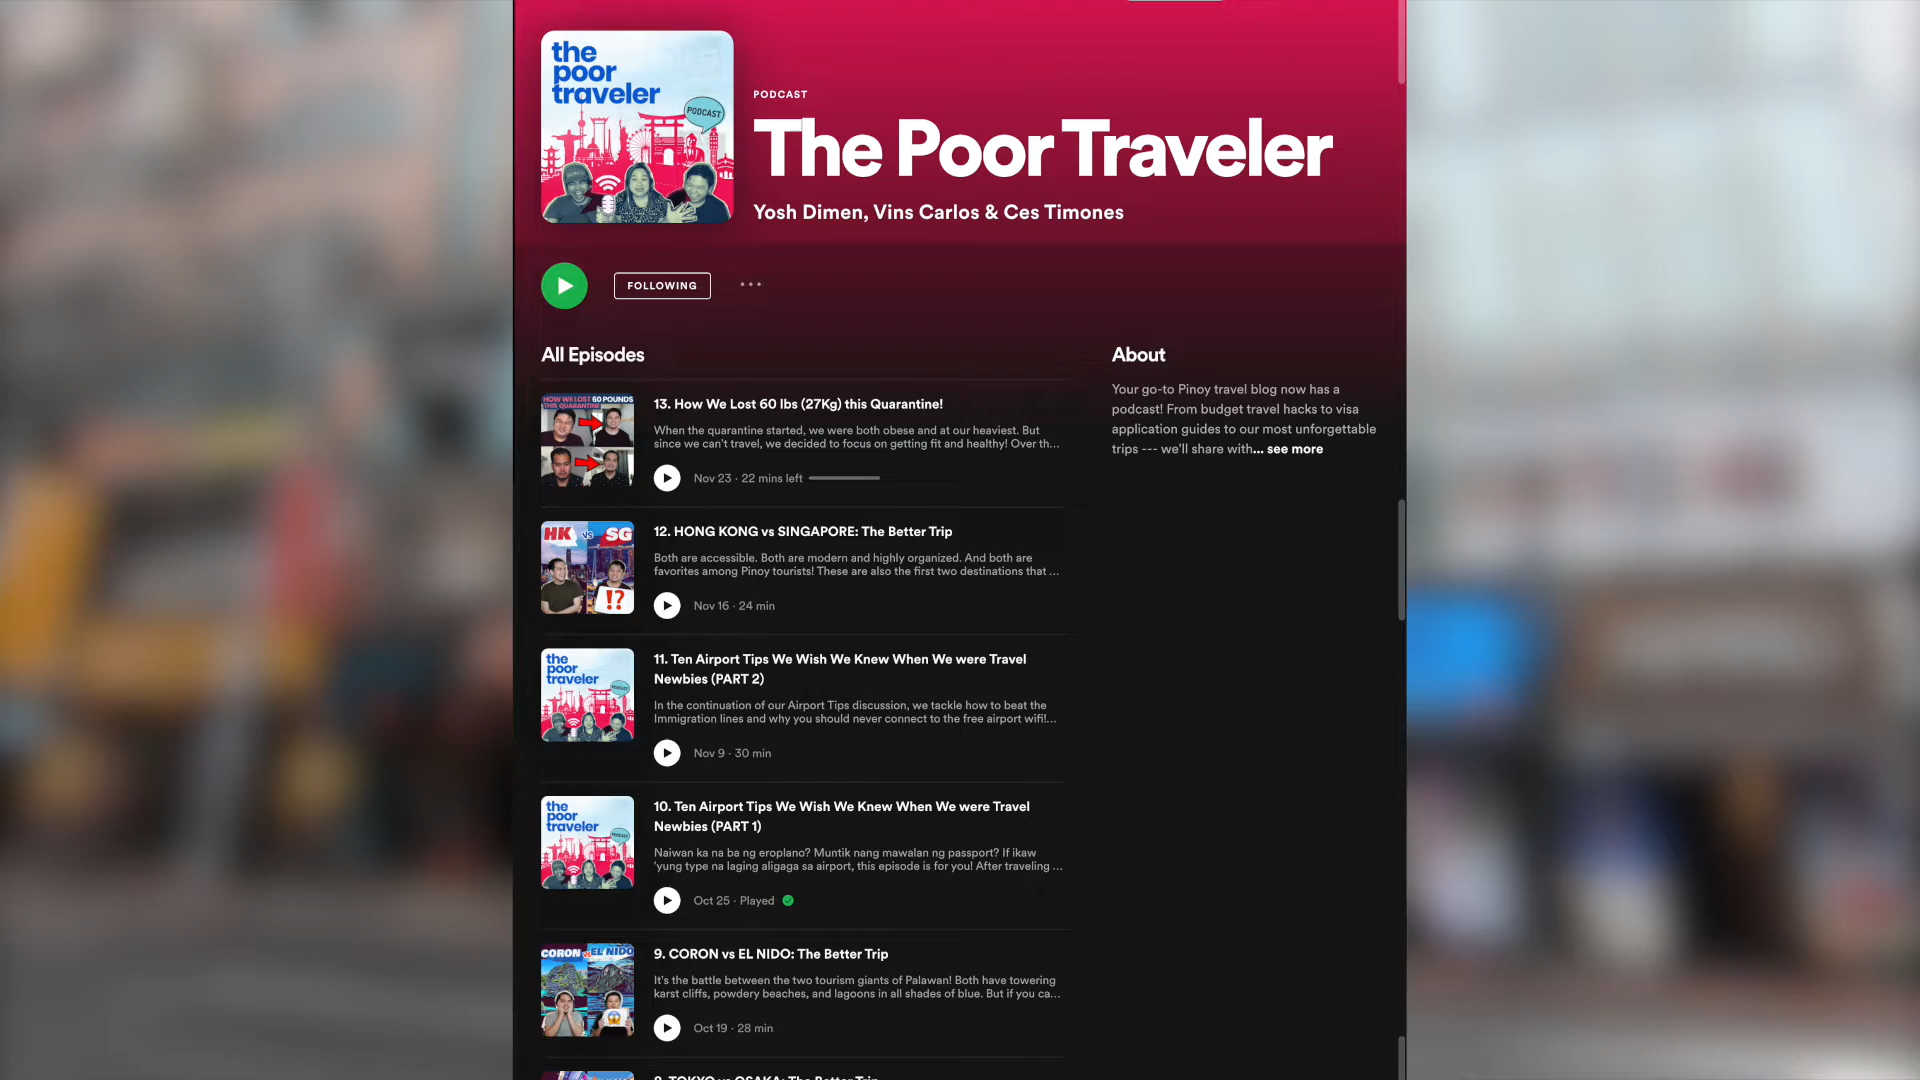 the
poor
traveler
PODCAST
PODCAST
The Poor Traveler
Yosh Dimen, Vins Carlos & Ces Timones
FOLLOWING
All Episodes
HOW WE LOST 60 POUNDS
THIS QUARANTINE!
13. How We Lost 60 lbs (27Kg) this Quarantine!
When the quarantine started, we were both obese and at our heaviest. But
since we can't travel, we decided to focus on getting fit and healthy! Over th...
Nov 23 · 22 mins left
HK VS SG
!?
12. HONG KONG vs SINGAPORE: The Better Trip
Both are accessible. Both are modern and highly organized. And both are
favorites among Pinoy tourists! These are also the first two destinations that ...
Nov 16 · 24 min
the
poor
traveler
PODCAST
11. Ten Airport Tips We Wish We Knew When We were Travel
Newbies (PART 2)
In the continuation of our Airport Tips discussion, we tackle how to beat the
Immigration lines and why you should never connect to the free airport wifi!...
Nov 9 · 30 min
the
poor
traveler
PODCAST
10. Ten Airport Tips We Wish We Knew When We were Travel
Newbies (PART 1)
Naiwan ka na ba ng eroplano? Muntik nang mawalan ng passport? If ikaw
'yung type na laging aligaga sa airport, this episode is for you! After traveling ...
Oct 25 · Played
CORON VS EL NIDO
9. CORON vs EL NIDO: The Better Trip
It's the battle between the two tourism giants of Palawan! Both have towering
karst cliffs, powdery beaches, and lagoons in all shades of blue. But if you ca...
Oct 19 · 28 min
8. TOKYO vs OSAKA: The Better Trip
About
Your go-to Pinoy travel blog now has a
podcast! From budget travel hacks to visa
application guides to our most unforgettable
trips --- we'll share with... see more